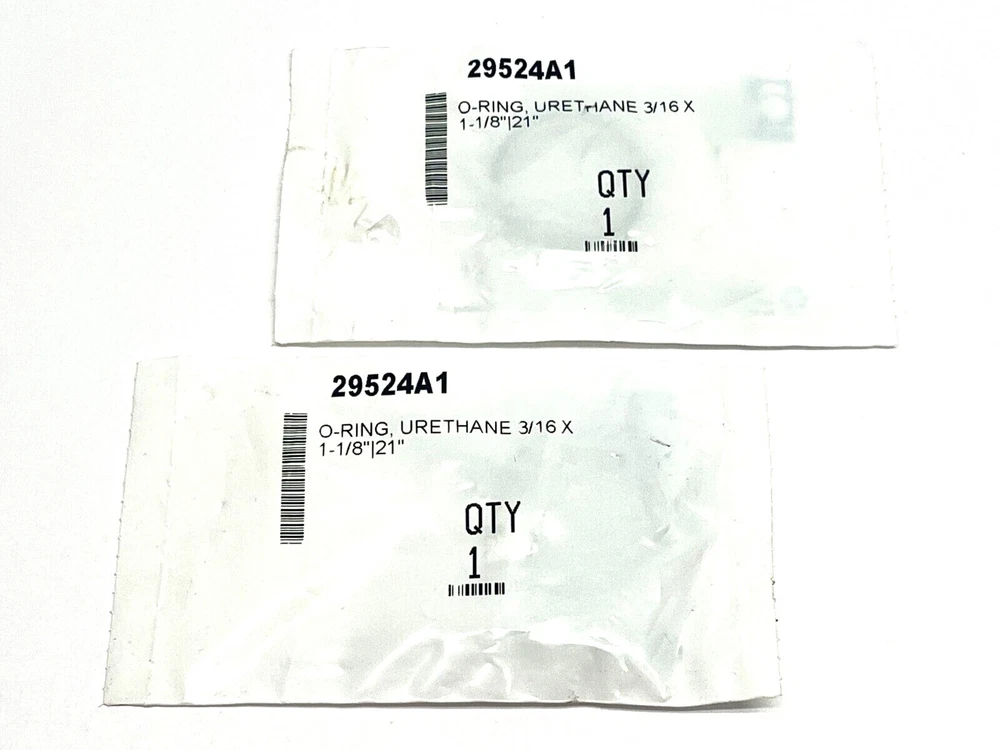 29524A1
O-RING, URETHANE 3/16 X
1-1/8"|21"
QTY
1
29524A1
O-RING, URETHANE 3/16 X
1-1/8"|21"
QTY
1